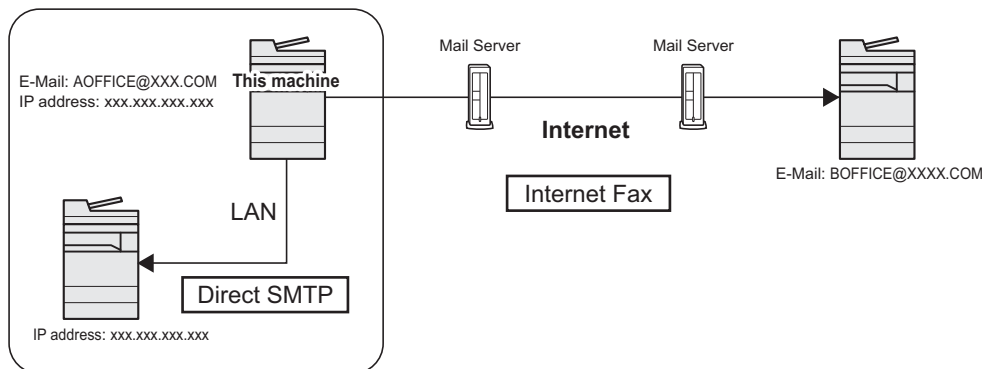 Mail Server
Mail Server
E-Mail: AOFFICE@XXX.COM
IP address: xxx.xxx.xxx.xxx
This machine
Internet
E-Mail: BOFFICE@XXXX.COM
Internet Fax
LAN
Direct SMTP
IP address: xxx.xxx.xxx.xxx